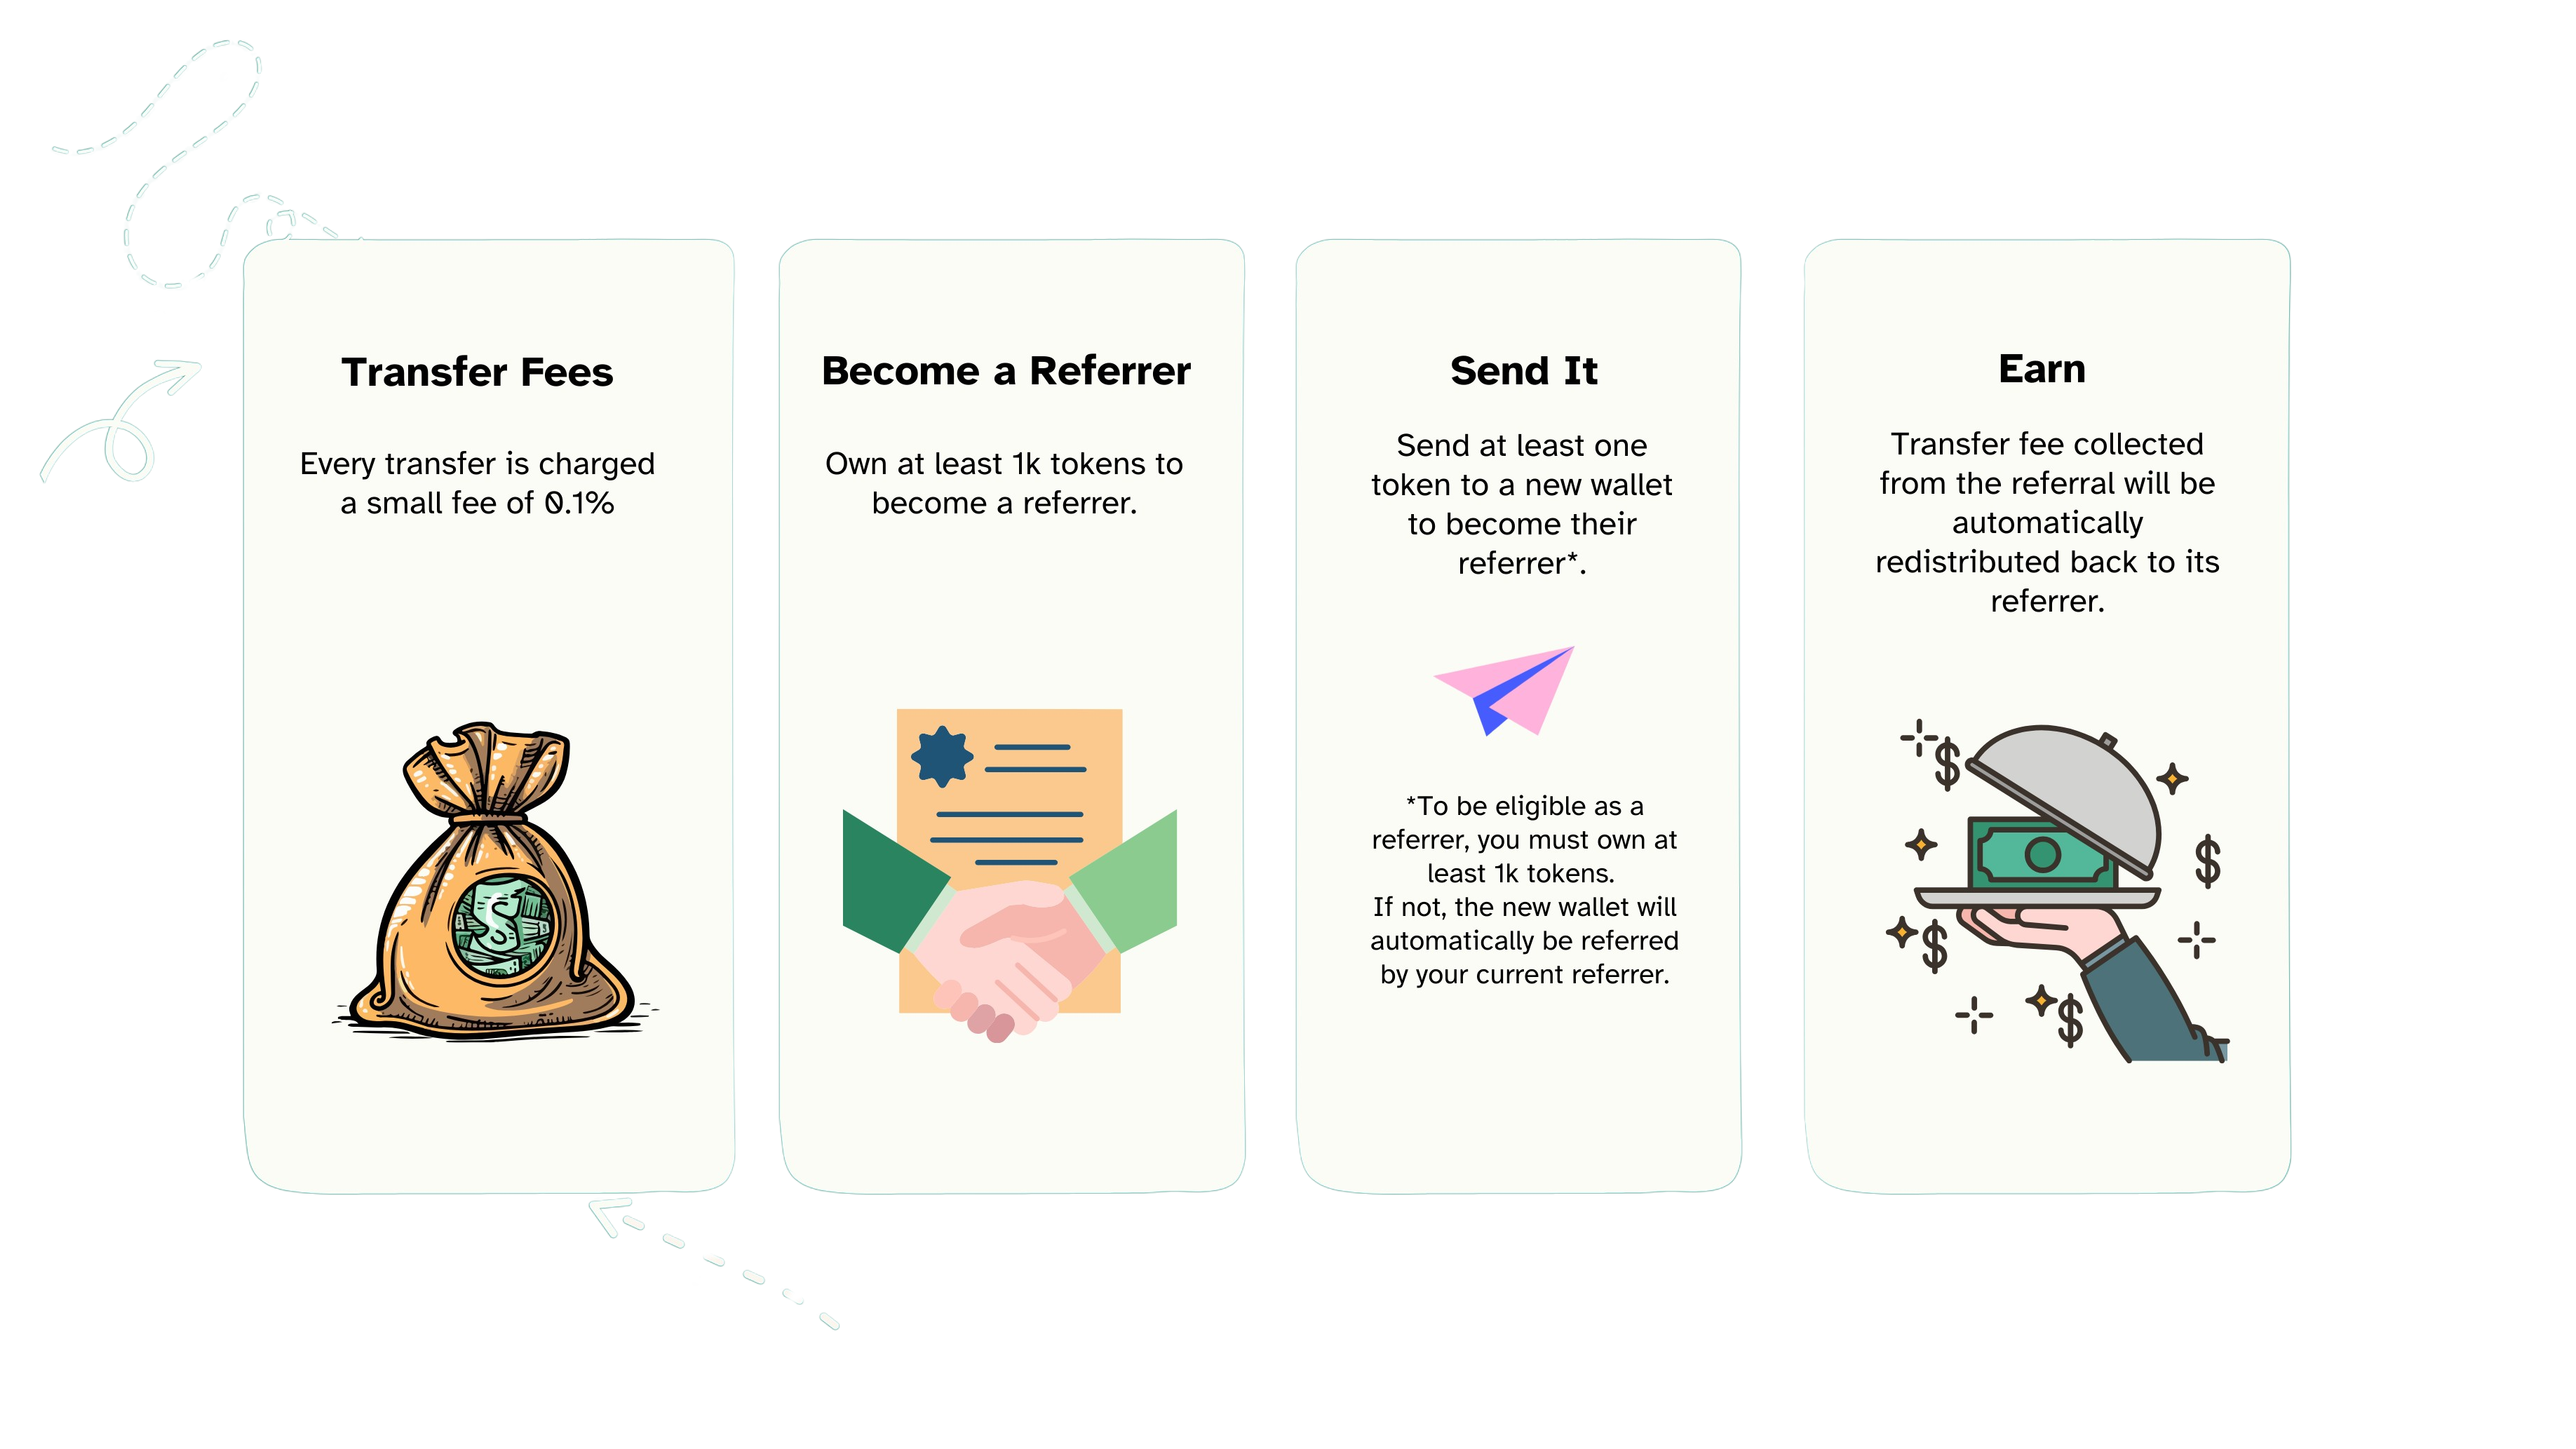 Transfer Fees
Every transfer is charged
a small fee of 0.1%
Become a Referrer
Own at least 1k tokens to
become a referrer.
Send It
Send at least one
token to a new wallet
to become their
referrer*.
*To be eligible as a
referrer, you must own at
least 1k tokens.
If not, the new wallet will
automatically be referred
by your current referrer.
Earn
Transfer fee collected
from the referral will be
automatically
redistributed back to its
referrer.